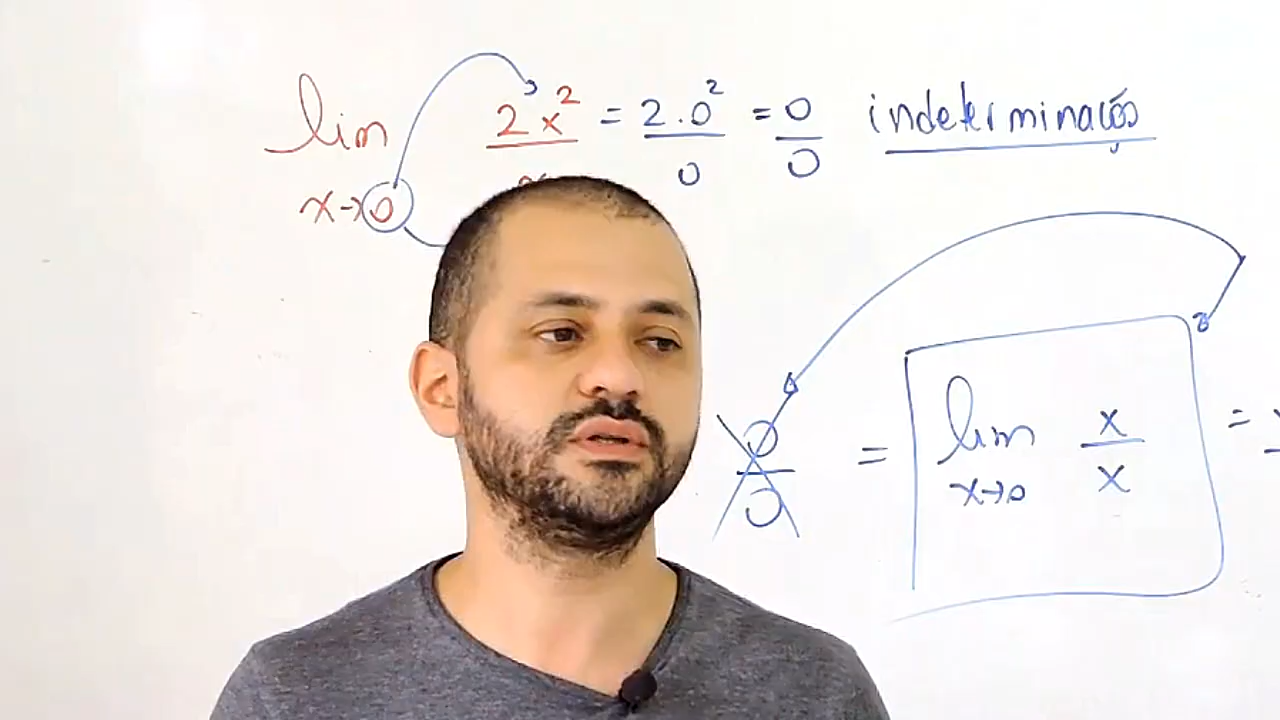 lim 2x² = 2.0² = 0 indeterminação
x→0 x 0 0
0 = lim x =
0 x→0 x